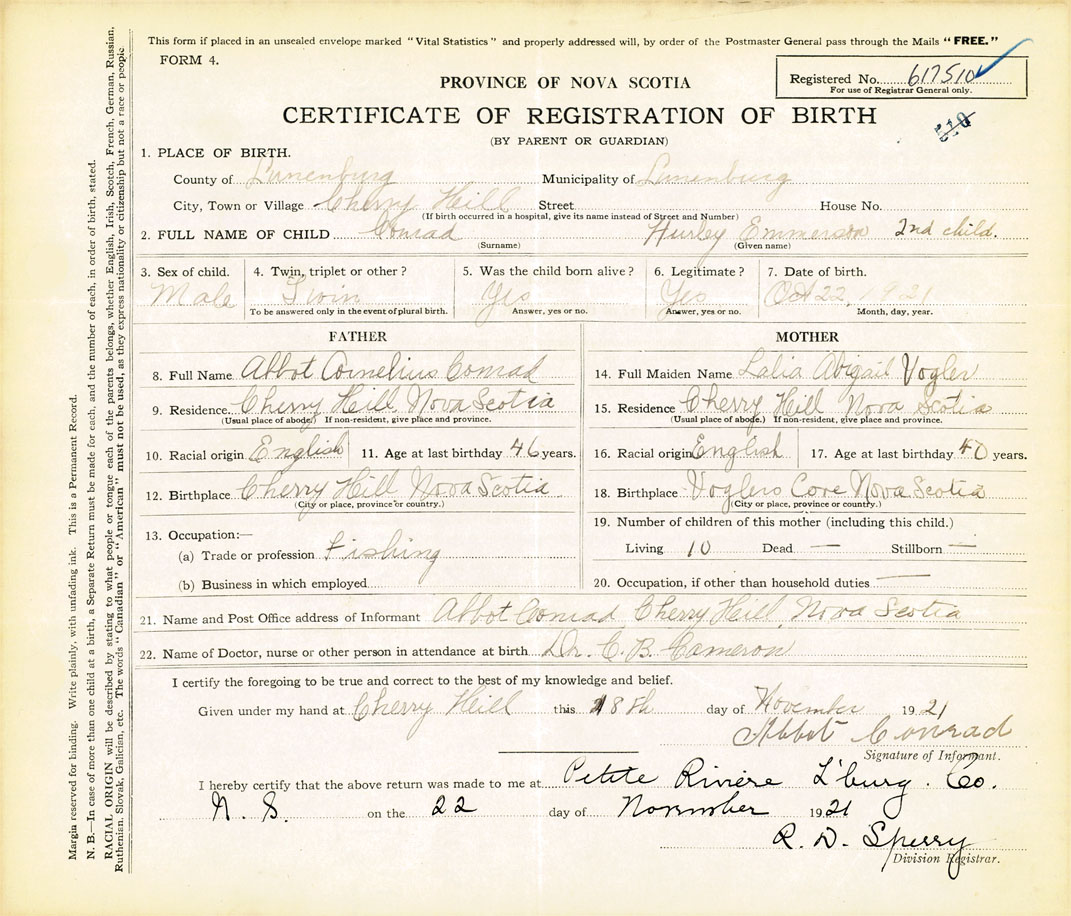 This form if placed in an unsealed envelope marked "Vital Statistics" and properly addressed will, by order of the Postmaster General pass through the Mails "FREE."
FORM 4.
Registered No. 617510
For use of Registrar General only.
PROVINCE OF NOVA SCOTIA
CERTIFICATE OF REGISTRATION OF BIRTH
(BY PARENT OR GUARDIAN)
1. PLACE OF BIRTH.
County of Lunenburg Municipality of Lunenburg
City, Town or Village Cherry Hill Street House No.
(If birth occurred in a hospital, give its name instead of Street and Number)
2. FULL NAME OF CHILD Conrad Hurley Emmerson 2nd child.
(Surname) (Given name)
3. Sex of child. 4. Twin, triplet or other? 5. Was the child born alive? 6. Legitimate? 7. Date of birth.
Male Twin Yes Yes Oct 22, 1921
To be answered only in the event of plural birth. Answer, yes or no. Answer, yes or no. Month, day, year.
FATHER
8. Full Name Abbot Cornelius Conrad
9. Residence Cherry Hill Nova Scotia
(Usual place of abode.) If non-resident, give place and province.
10. Racial origin English 11. Age at last birthday 46 years.
12. Birthplace Cherry Hill Nova Scotia
(City or place, province or country.)
13. Occupation:—
(a) Trade or profession Fishing
(b) Business in which employed
MOTHER
14. Full Maiden Name Lalia Abigail Vogler
15. Residence Cherry Hill Nova Scotia
(Usual place of abode.) If non-resident, give place and province.
16. Racial origin English 17. Age at last birthday 40 years.
18. Birthplace Voglers Cove Nova Scotia
(City or place, province or country.)
19. Number of children of this mother (including this child.)
Living 10 Dead — Stillborn —
20. Occupation, if other than household duties —
21. Name and Post Office address of Informant Abbot Conrad, Cherry Hill, Nova Scotia
22. Name of Doctor, nurse or other person in attendance at birth Dr. C. B. Cameron
I certify the foregoing to be true and correct to the best of my knowledge and belief.
Given under my hand at Cherry Hill this 18th day of November 1921
Abbot Conrad
Signature of Informant.
I hereby certify that the above return was made to me at Petite Riviere L'burg. Co.
N. S. on the 22 day of November 1921
R. D. Sperry
Division Registrar.
Margin reserved for binding. Write plainly, with unfading ink. This is a Permanent Record.
N. B.—In case of more than one child at a birth, a Separate Return must be made for each, and the number of each, in order of birth, stated.
RACIAL ORIGIN will be described by stating to what people or tongue each of the parents belongs, whether English, Irish, Scotch, French, German, Russian,
Ruthenian, Slovak, Galician, etc. The words "Canadian" or "American" must not be used, as they express nationality or citizenship but not a race or people.